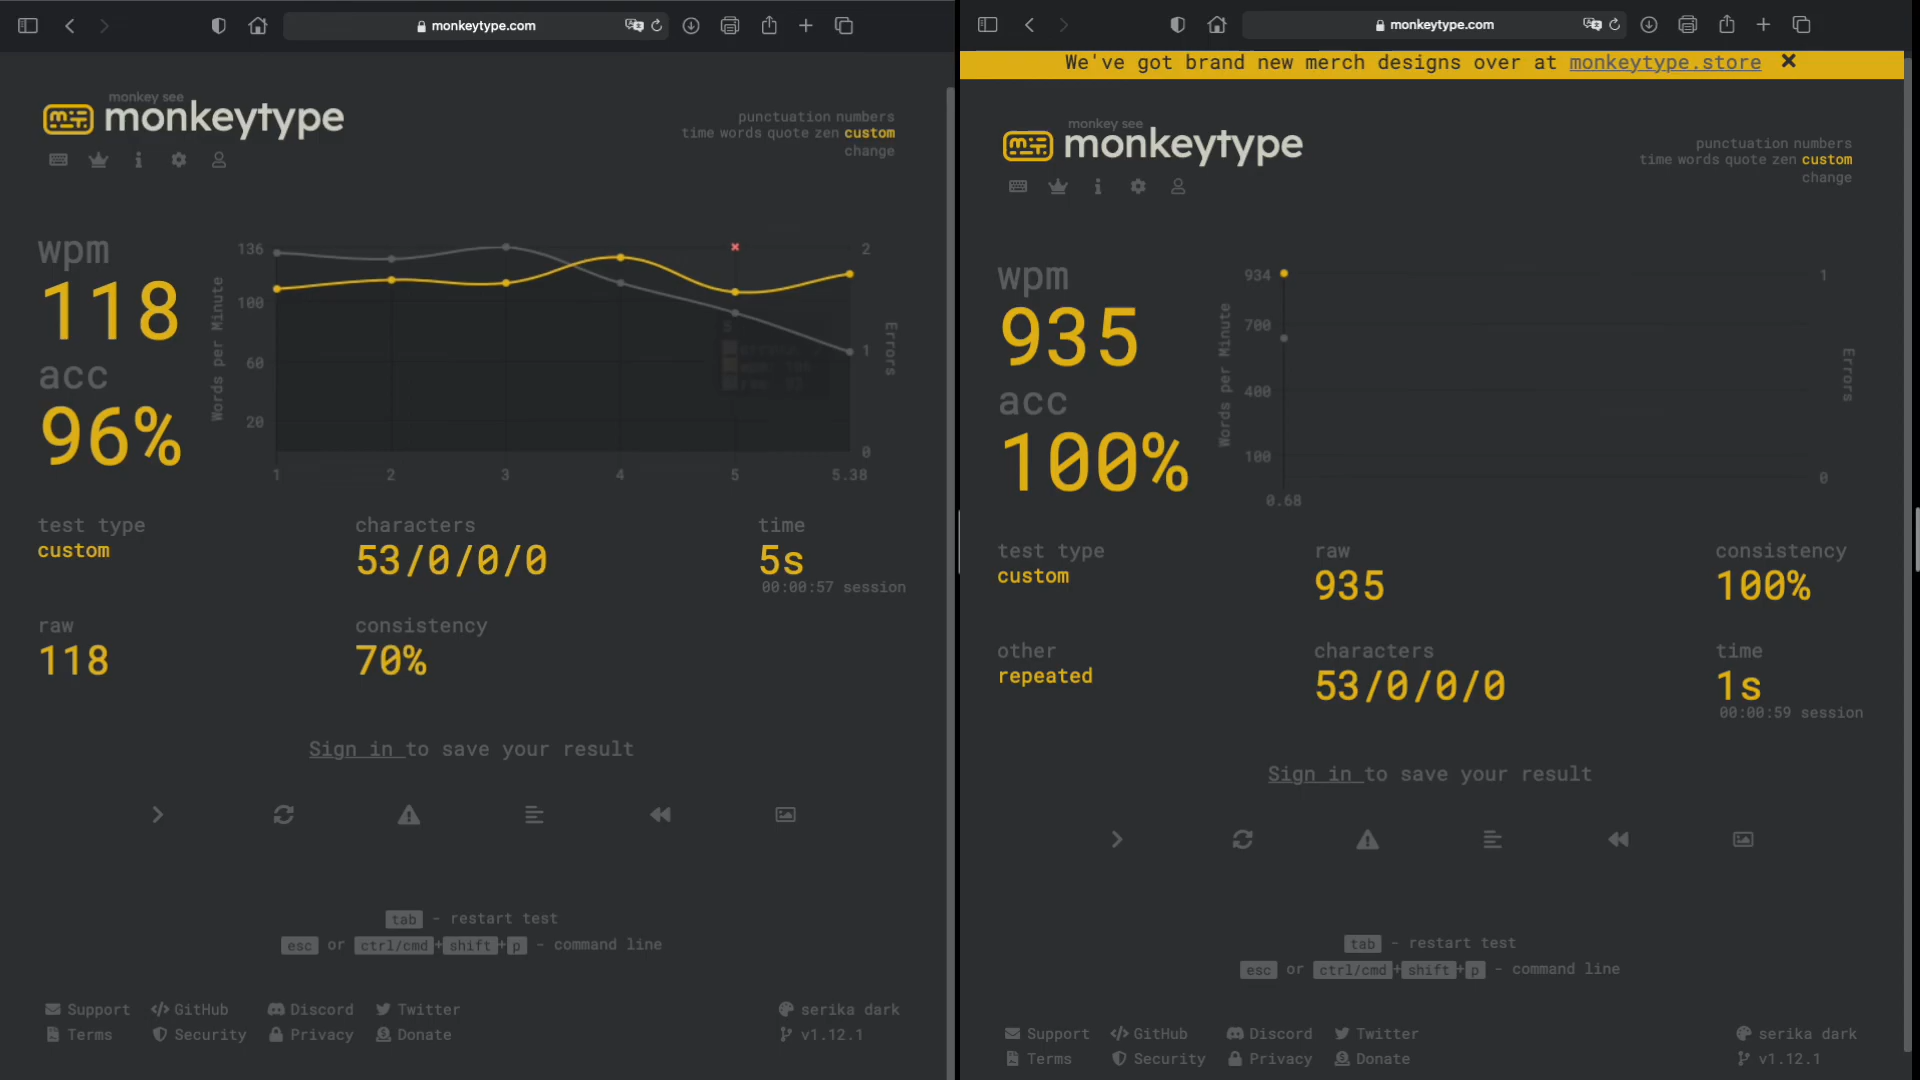 monkeytype.com
monkey see
monkeytype
punctuation numbers
time words quote zen custom
change
wpm
118
acc
96%
136
100
60
20
Words per Minute
2
1
0
Errors
1
2
3
4
5
5.38
5
test type
custom
characters
53/0/0/0
time
5s
00:00:57 session
raw
118
consistency
70%
Sign in to save your result
tab - restart test
esc or ctrl/cmd+shift+p - command line
Support
GitHub
Discord
Twitter
serika dark
Terms
Security
Privacy
Donate
v1.12.1
monkeytype.com
We've got brand new merch designs over at monkeytype.store
monkey see
monkeytype
punctuation numbers
time words quote zen custom
change
wpm
935
acc
100%
934
700
400
100
Words per Minute
1
0
Errors
0.68
test type
custom
raw
935
consistency
100%
other
repeated
characters
53/0/0/0
time
1s
00:00:59 session
Sign in to save your result
tab - restart test
esc or ctrl/cmd+shift+p - command line
Support
GitHub
Discord
Twitter
serika dark
Terms
Security
Privacy
Donate
v1.12.1